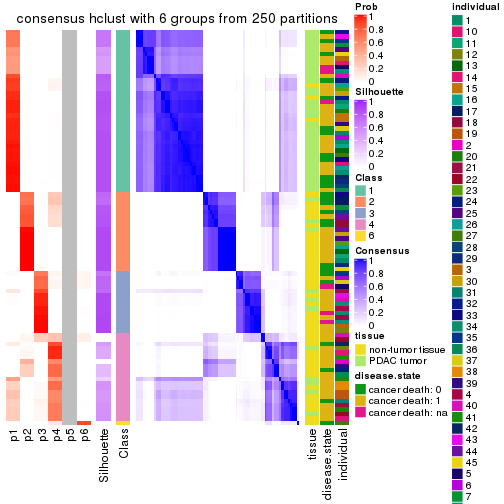 consensus hclust with 6 groups from 250 partitions
p1
p2
p3
p4
p5
p6
Silhouette
Class
tissue
disease.state
individual
Prob
1
0.8
0.6
0.4
0.2
0
Silhouette
1
0.8
0.6
0.4
0.2
0
Class
1
2
3
4
6
Consensus
1
0.8
0.6
0.4
0.2
0
tissue
non-tumor tissue
PDAC tumor
disease.state
cancer death: 0
cancer death: 1
cancer death: na
individual
1
10
11
12
13
14
15
16
17
18
19
2
20
21
22
23
24
25
26
27
28
29
3
30
31
32
33
34
35
36
37
38
39
4
40
41
42
43
44
45
5
6
7